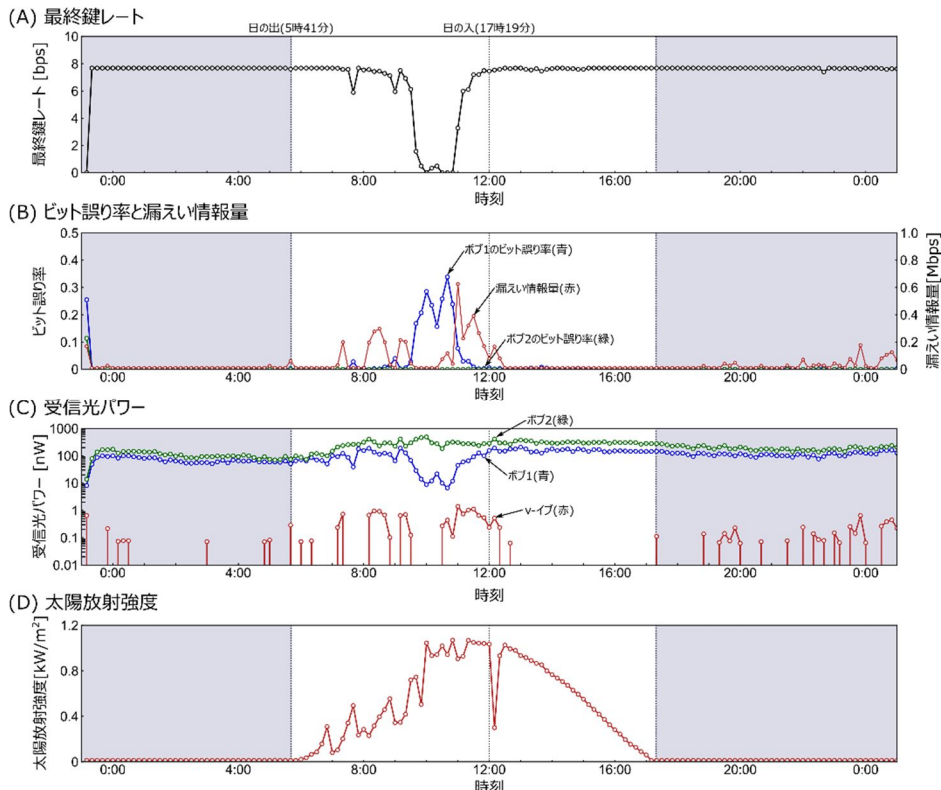 (A) 最終鍵レート
日の出(5時41分)
日の入(17時19分)
最終鍵レート [bps]
10
8
6
4
2
0
0:00 4:00 8:00 12:00 16:00 20:00 0:00
時刻
(B) ビット誤り率と漏えい情報量
ビット誤り率
0.5
0.4
0.3
0.2
0.1
0
ボブ1のビット誤り率(青)
漏えい情報量(赤)
ボブ2のビット誤り率(緑)
1.0
0.8
0.6
0.4
0.2
0
漏えい情報量[Mbps]
0:00 4:00 8:00 12:00 16:00 20:00 0:00
時刻
(C) 受信光パワー
受信光パワー [nW]
1000
100
10
1
0.1
0.01
ボブ2(緑)
ボブ1(青)
v-イブ(赤)
0:00 4:00 8:00 12:00 16:00 20:00 0:00
時刻
(D) 太陽放射強度
太陽放射強度[kW/m²]
1.2
0.8
0.4
0
0:00 4:00 8:00 12:00 16:00 20:00 0:00
時刻